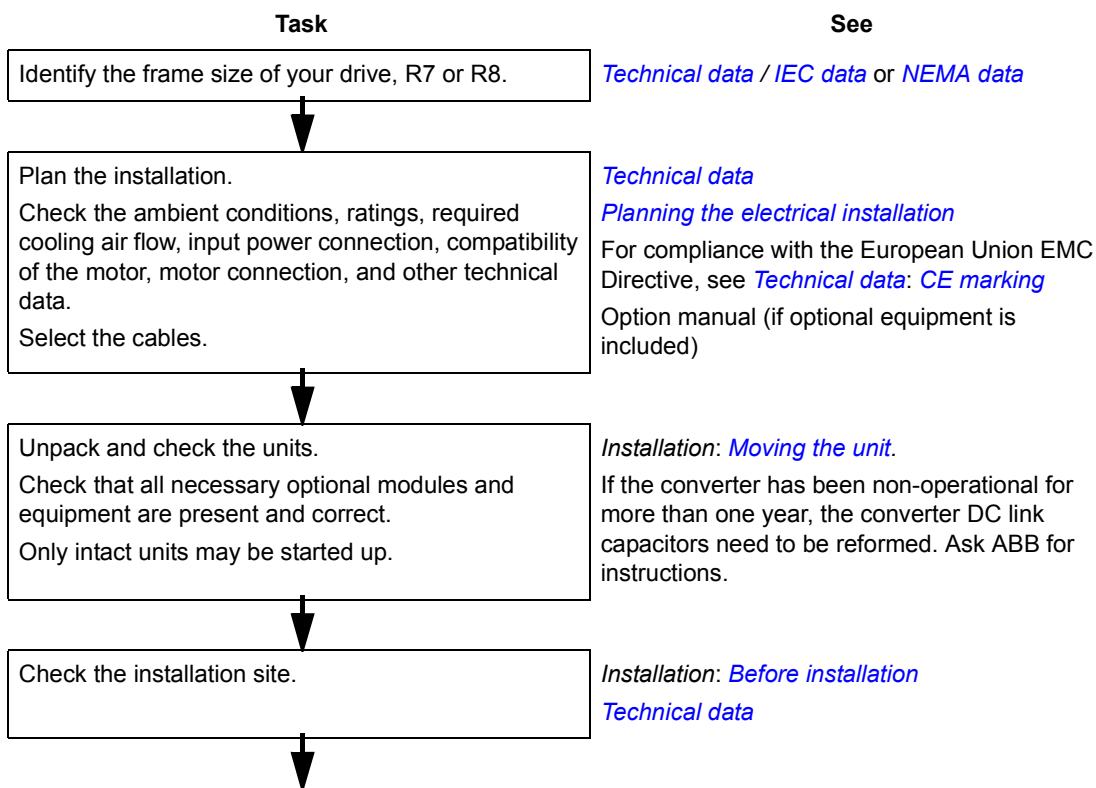 Task
See
Identify the frame size of your drive, R7 or R8.
Technical data / IEC data or NEMA data
Plan the installation.
Check the ambient conditions, ratings, required
cooling air flow, input power connection, compatibility
of the motor, motor connection, and other technical
data.
Select the cables.
Technical data
Planning the electrical installation
For compliance with the European Union EMC
Directive, see Technical data: CE marking
Option manual (if optional equipment is
included)
Unpack and check the units.
Check that all necessary optional modules and
equipment are present and correct.
Only intact units may be started up.
Installation: Moving the unit.
If the converter has been non-operational for
more than one year, the converter DC link
capacitors need to be reformed. Ask ABB for
instructions.
Check the installation site.
Installation: Before installation
Technical data